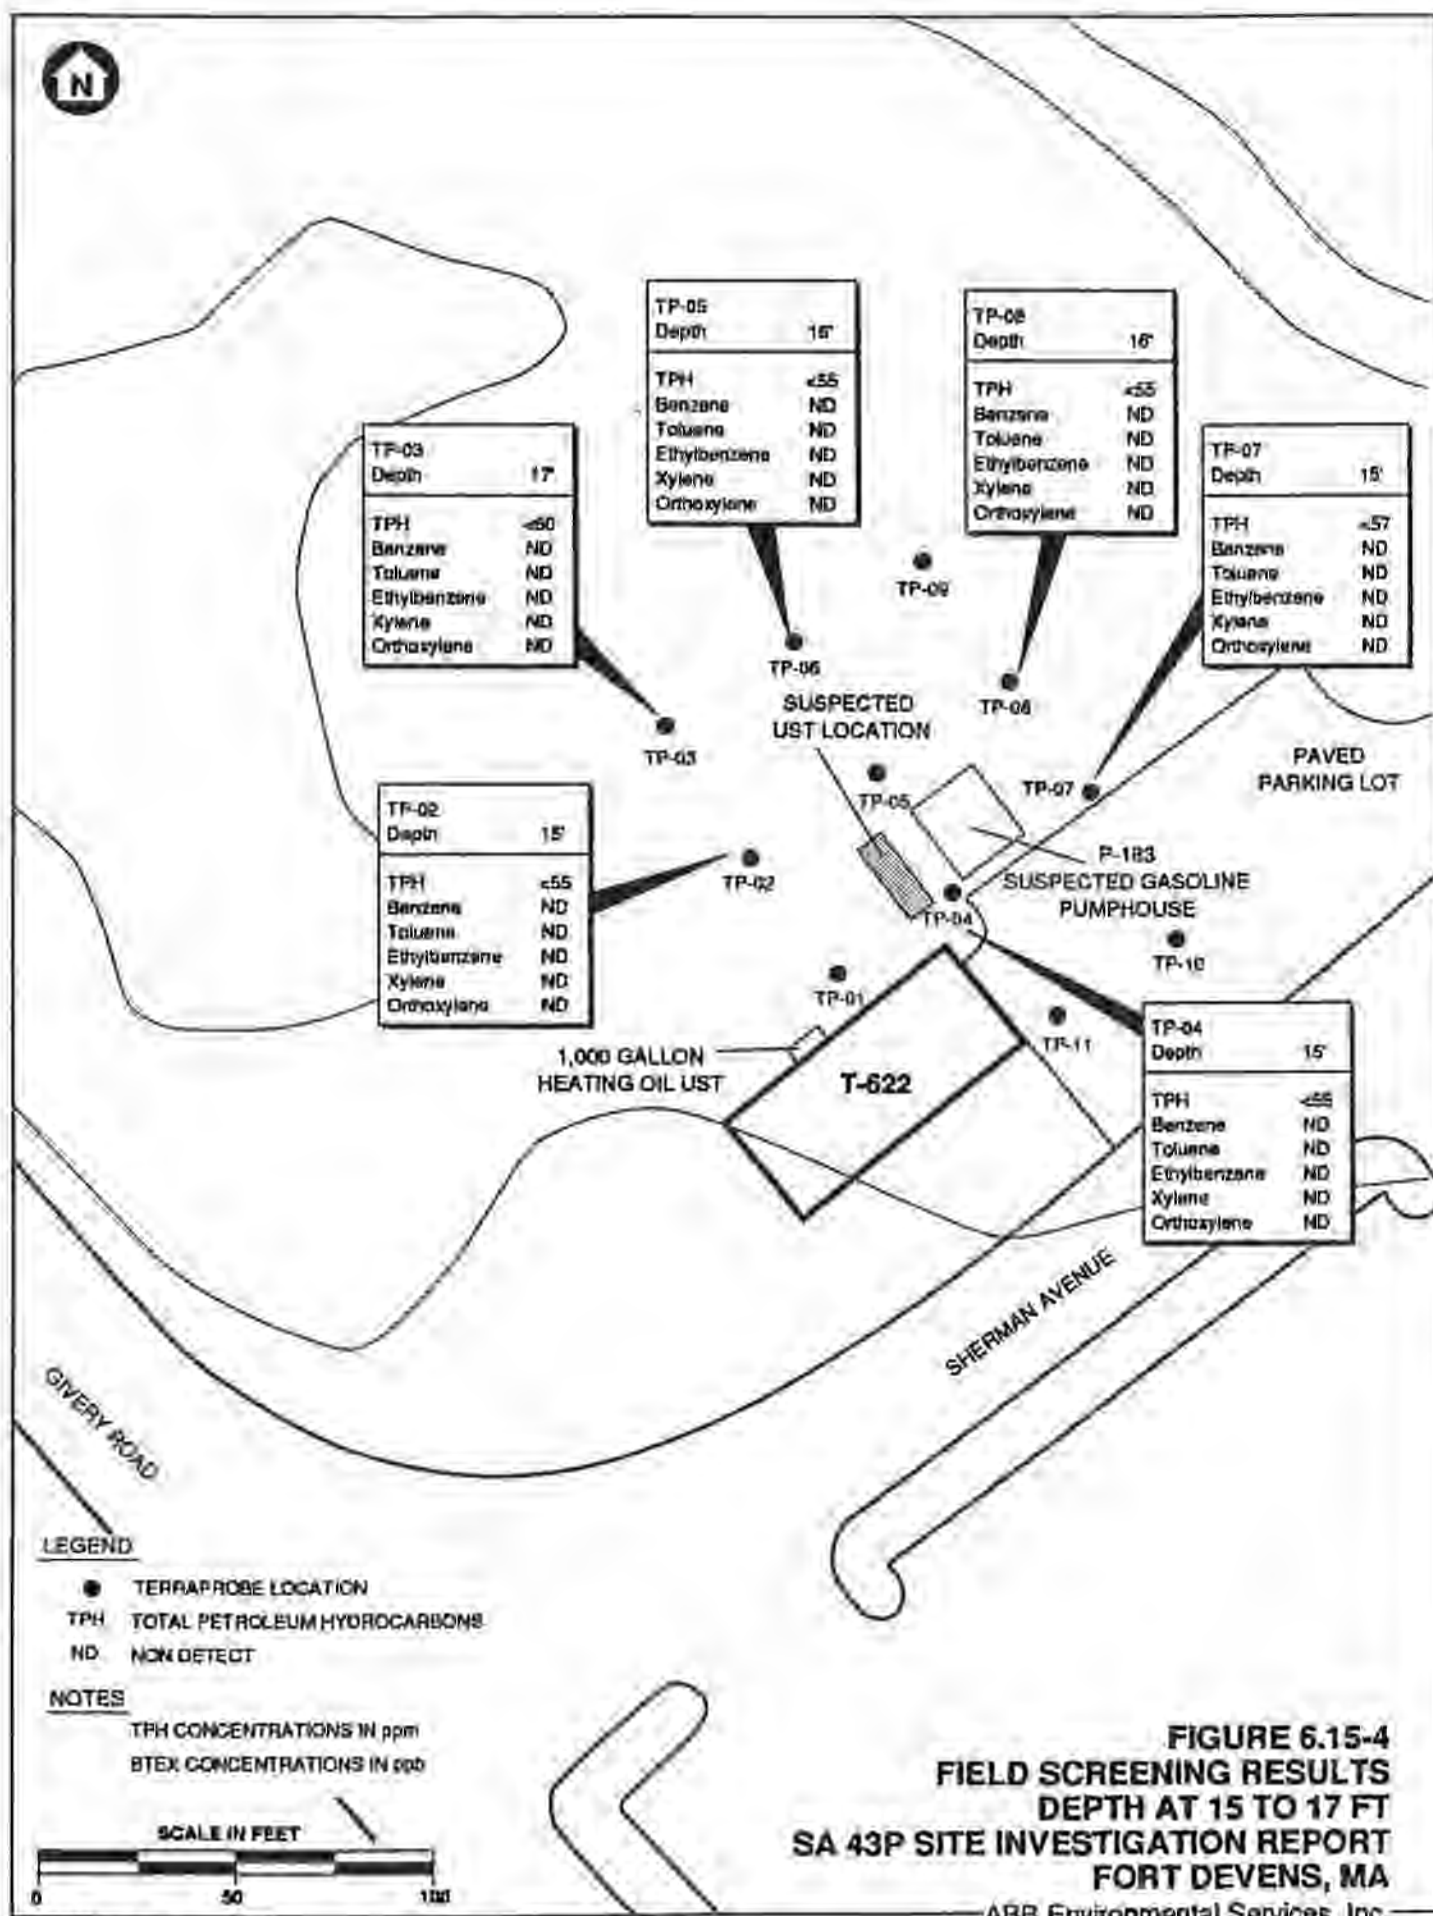 N
TP-05
Depth 15'
TPH <55
Benzene ND
Toluene ND
Ethylbenzene ND
Xylene ND
Orthoxylene ND
TP-08
Depth 16'
TPH <55
Benzene ND
Toluene ND
Ethylbenzene ND
Xylene ND
Orthoxylene ND
TP-03
Depth 17'
TPH
Benzene ND
Toluene ND
Ethylbenzene ND
Xylene ND
Orthoxylene ND
TP-07
Depth 15'
TPH <57
Benzene ND
Toluene ND
Ethylbenzene ND
Xylene ND
Orthoxylene ND
TP-09
TP-06
TP-08
SUSPECTED
UST LOCATION
TP-03
TP-05
TP-07
PAVED
PARKING LOT
TP-02
Depth 15'
TPH <55
Benzene ND
Toluene ND
Ethylbenzene ND
Xylene ND
Orthoxylene ND
TP-02
P-183
SUSPECTED GASOLINE
PUMPHOUSE
TP-04
TP-10
TP-01
TP-11
1,000 GALLON
HEATING OIL UST
T-622
TP-04
Depth 15'
TPH <55
Benzene ND
Toluene ND
Ethylbenzene ND
Xylene ND
Orthoxylene ND
SHERMAN AVENUE
GIVERY ROAD
LEGEND
TERRAPROBE LOCATION
TPH TOTAL PETROLEUM HYDROCARBONS
ND NON DETECT
NOTES
TPH CONCENTRATIONS IN ppm
BTEX CONCENTRATIONS IN ppb
SCALE IN FEET
0 50 100
FIGURE 6.15-4
FIELD SCREENING RESULTS
DEPTH AT 15 TO 17 FT
SA 43P SITE INVESTIGATION REPORT
FORT DEVENS, MA
ABB Environmental Services, Inc.